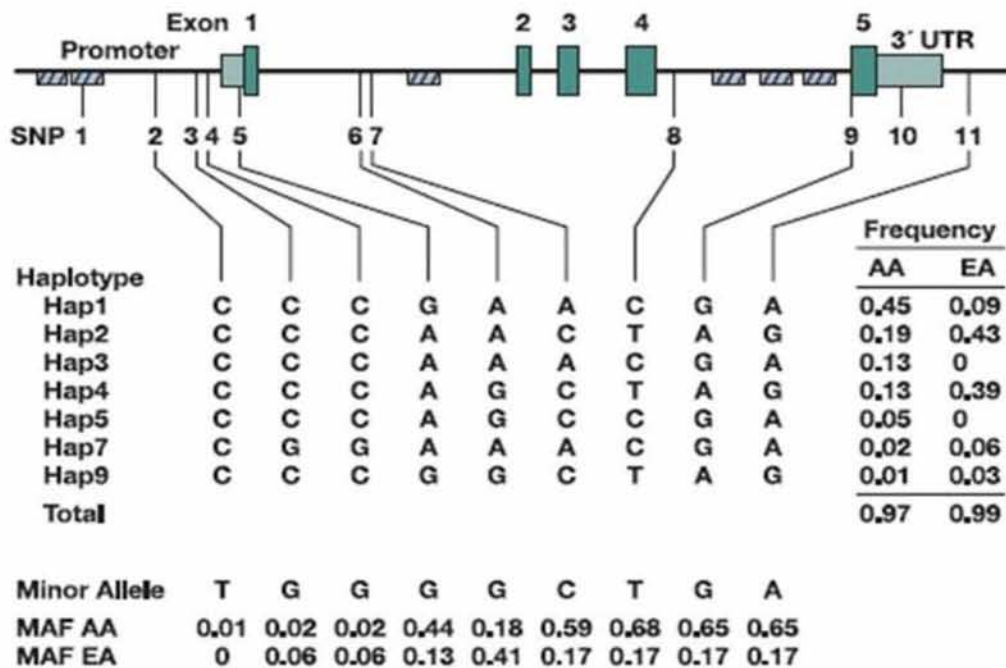 Exon 1 2 3 4 5
Promoter 3´ UTR
SNP 1 2 3 4 5 6 7 8 9 10 11
Frequency
Haplotype AA EA
Hap1 C C C G A A C G A 0.45 0.09
Hap2 C C C A A C T A G 0.19 0.43
Hap3 C C C A A A C G A 0.13 0
Hap4 C C C A G C T A G 0.13 0.39
Hap5 C C C A G C C G A 0.05 0
Hap7 C G G A A A C G A 0.02 0.06
Hap9 C C C G G C T A G 0.01 0.03
Total 0.97 0.99
Minor Allele T G G G G C T G A
MAF AA 0.01 0.02 0.02 0.44 0.18 0.59 0.68 0.65 0.65
MAF EA 0 0.06 0.06 0.13 0.41 0.17 0.17 0.17 0.17